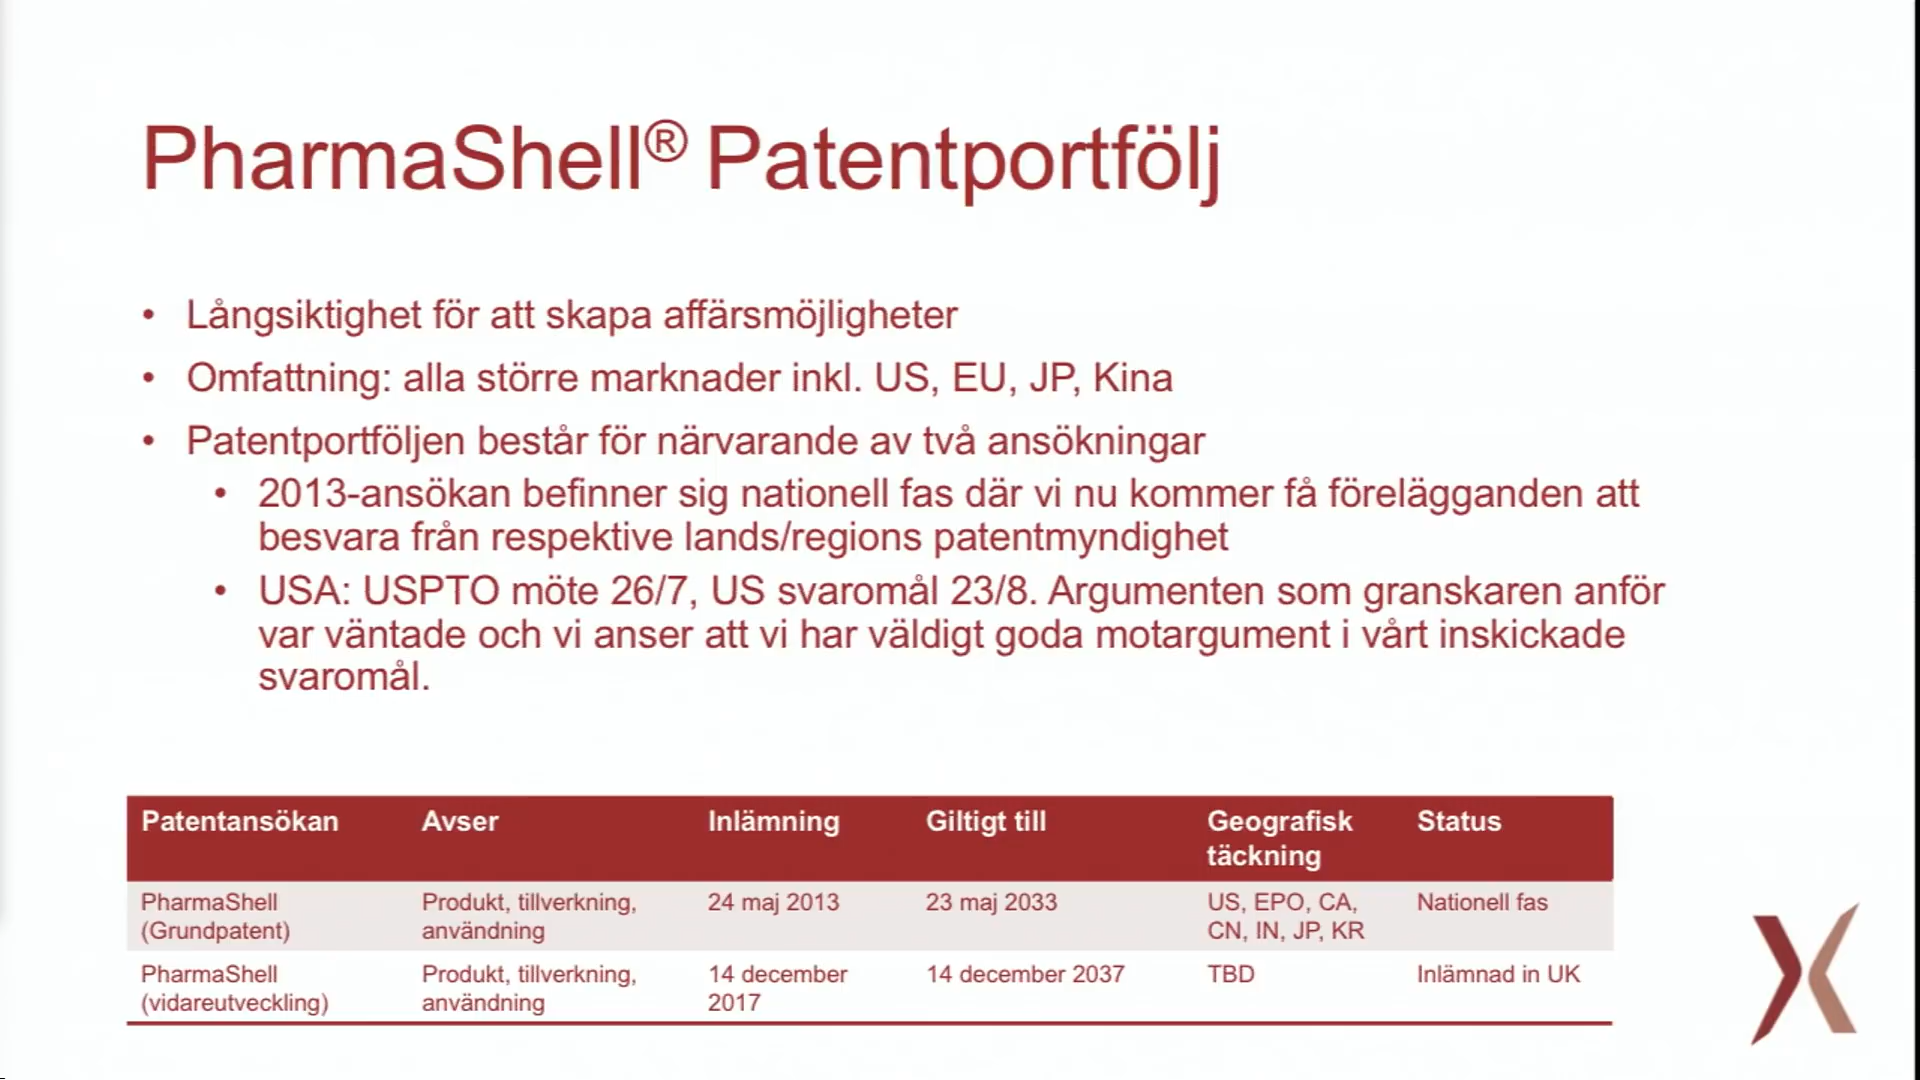 PharmaShell® Patentportfölj
• Långsiktighet för att skapa affärsmöjligheter
• Omfattning: alla större marknader inkl. US, EU, JP, Kina
• Patentportföljen består för närvarande av två ansökningar
• 2013-ansökan befinner sig nationell fas där vi nu kommer få förelägganden att
besvara från respektive lands/regions patentmyndighet
• USA: USPTO möte 26/7, US svaromål 23/8. Argumenten som granskaren anför
var väntade och vi anser att vi har väldigt goda motargument i vårt inskickade
svaromål.
Patentansökan Avser Inlämning Giltigt till Geografisk Status
täckning
PharmaShell Produkt, tillverkning, 24 maj 2013 23 maj 2033 US, EPO, CA, Nationell fas
(Grundpatent) användning CN, IN, JP, KR
PharmaShell Produkt, tillverkning, 14 december 14 december 2037 TBD Inlämnad in UK
(vidareutveckling) användning 2017